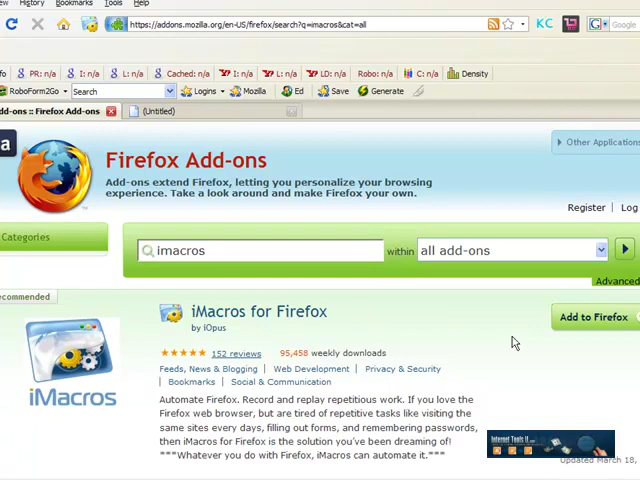 History Bookmarks Tools Help
https://addons.mozilla.org/en-US/firefox/search?q=imacros&cat=all
KC
PR: n/a I: n/a L: n/a Cached: n/a I: n/a L: n/a LD: n/a Robo: n/a C: n/a Density
RoboForm2Go Search Logins Mozilla Ed Save Generate
dd-ons :: Firefox Add-ons (Untitled)
a
Firefox Add-ons
Other Applications
Add-ons extend Firefox, letting you personalize your browsing
experience. Take a look around and make Firefox your own.
Register Log
Categories
imacros within all add-ons
Advanced
ecommended
iMacros for Firefox
by iOpus
Add to Firefox
152 reviews 95,458 weekly downloads
Feeds, News & Blogging Web Development Privacy & Security
Bookmarks Social & Communication
iMacros
Automate Firefox. Record and replay repetitious work. If you love the
Firefox web browser, but are tired of repetitive tasks like visiting the
same sites every days, filling out forms, and remembering passwords,
then iMacros for Firefox is the solution you've been dreaming of!
***Whatever you do with Firefox, iMacros can automate it.***
Internet Tools
Updated March 18,